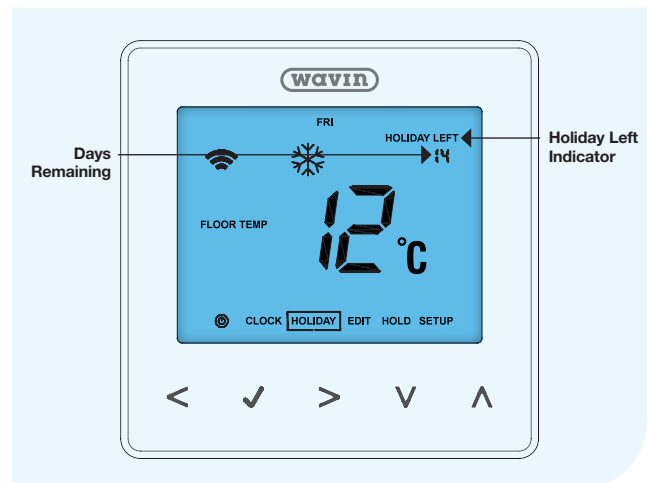 wavin
FRI
HOLIDAY LEFT
Holiday Left
Indicator
Days
Remaining
14
FLOOR TEMP
12 °C
CLOCK HOLIDAY EDIT HOLD SETUP